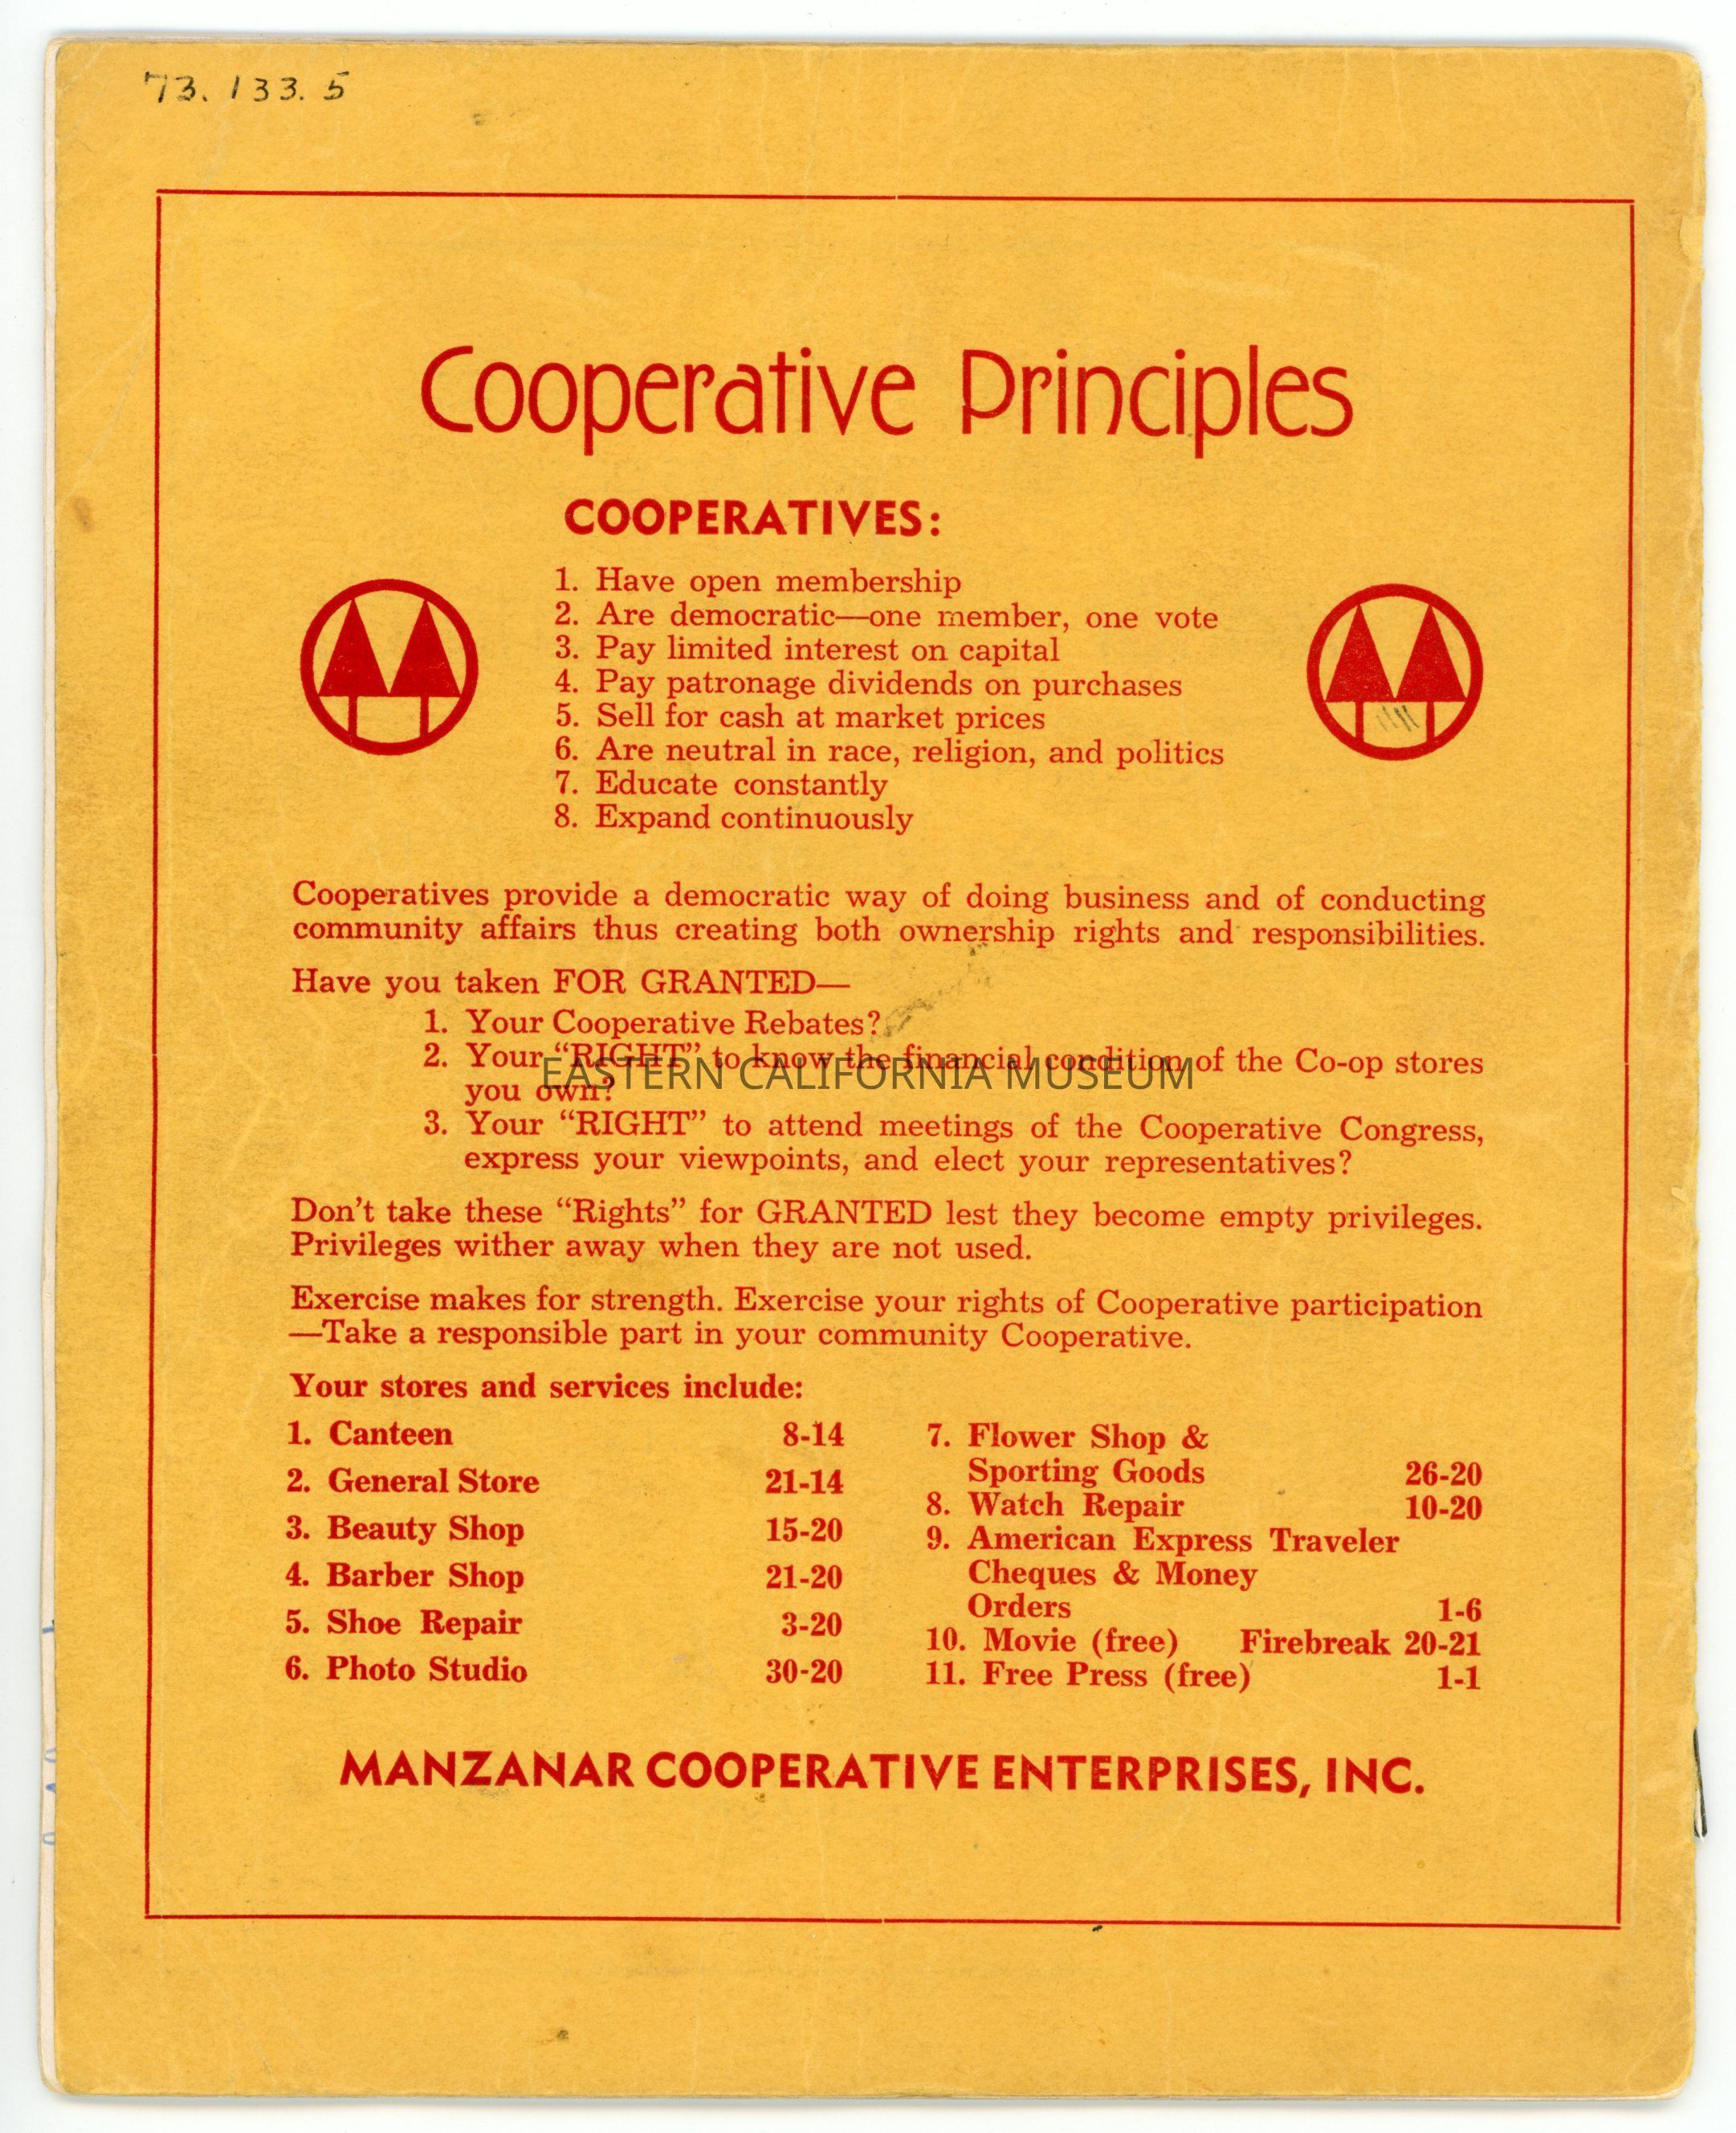 73.133.5
Cooperative Principles
COOPERATIVES:
1. Have open membership
2. Are democratic—one member, one vote
3. Pay limited interest on capital
4. Pay patronage dividends on purchases
5. Sell for cash at market prices
6. Are neutral in race, religion, and politics
7. Educate constantly
8. Expand continuously
Cooperatives provide a democratic way of doing business and of conducting
community affairs thus creating both ownership rights and responsibilities.
Have you taken FOR GRANTED—
1. Your Cooperative Rebates?
2. Your “RIGHT” to know the financial condition of the Co-op stores
you own?
EASTERN CALIFORNIA MUSEUM
3. Your “RIGHT” to attend meetings of the Cooperative Congress,
express your viewpoints, and elect your representatives?
Don't take these “Rights” for GRANTED lest they become empty privileges.
Privileges wither away when they are not used.
Exercise makes for strength. Exercise your rights of Cooperative participation
—Take a responsible part in your community Cooperative.
Your stores and services include:
1. Canteen 8-14
2. General Store 21-14
3. Beauty Shop 15-20
4. Barber Shop 21-20
5. Shoe Repair 3-20
6. Photo Studio 30-20
7. Flower Shop &
Sporting Goods 26-20
8. Watch Repair 10-20
9. American Express Traveler
Cheques & Money
Orders 1-6
10. Movie (free) Firebreak 20-21
11. Free Press (free) 1-1
MANZANAR COOPERATIVE ENTERPRISES, INC.